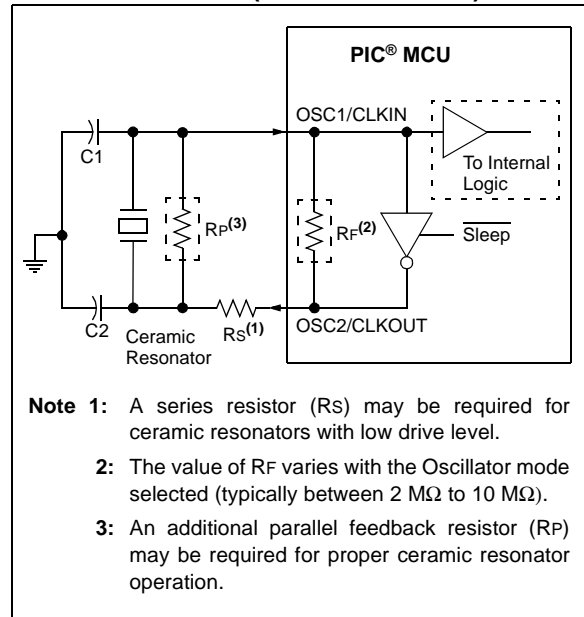 PIC® MCU
OSC1/CLKIN
C1
To Internal
Logic
RP(3)
RF(2)
Sleep
C2
Ceramic
Resonator
RS(1)
OSC2/CLKOUT
Note 1: A series resistor (RS) may be required for
ceramic resonators with low drive level.
2: The value of RF varies with the Oscillator mode
selected (typically between 2 MΩ to 10 MΩ).
3: An additional parallel feedback resistor (RP)
may be required for proper ceramic resonator
operation.